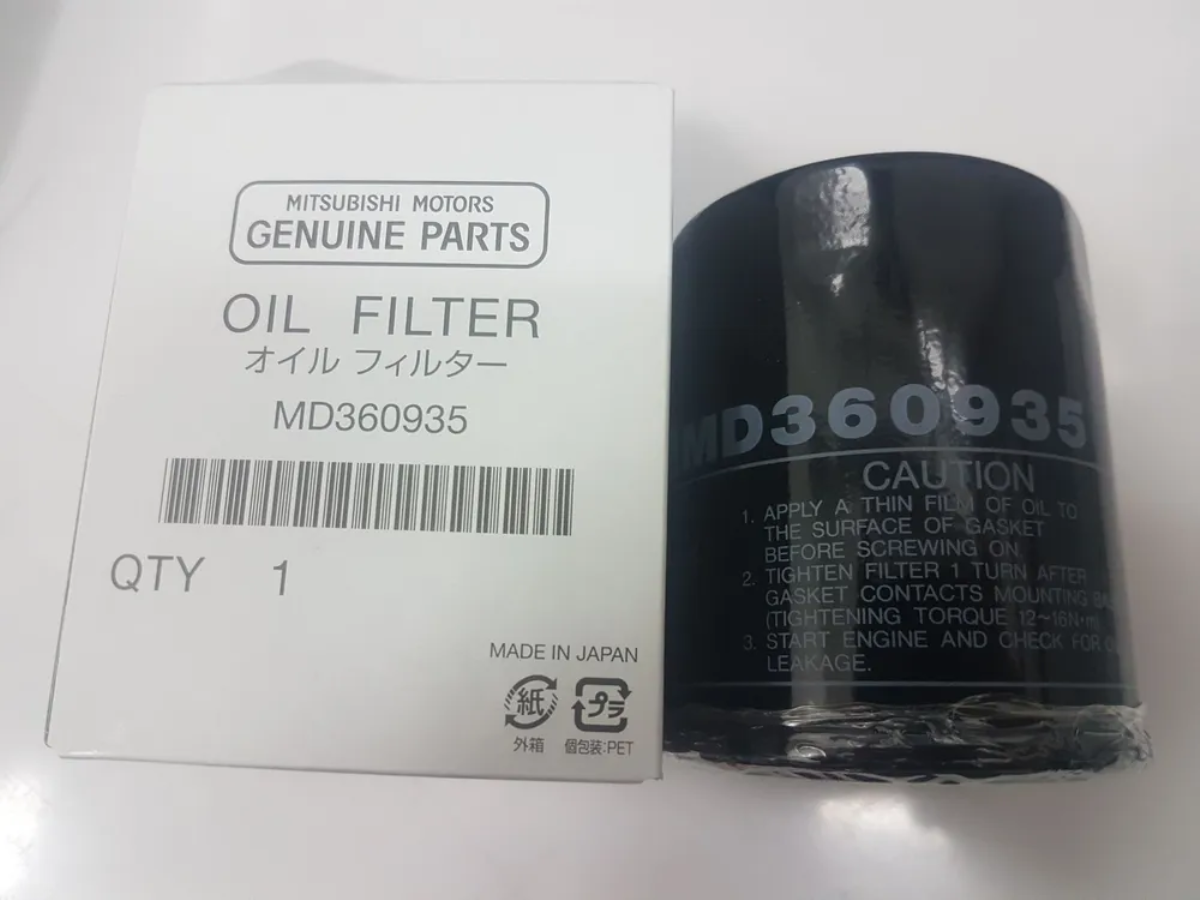 MITSUBISHI MOTORS
GENUINE PARTS
OIL FILTER
オイル フィルター
MD360935
QTY 1
MADE IN JAPAN
紙
プラ
外箱
個包装:PET
MD360935
CAUTION
1. APPLY A THIN FILM OF OIL TO
THE SURFACE OF GASKET
BEFORE SCREWING ON.
2. TIGHTEN FILTER 1 TURN AFTER
GASKET CONTACTS MOUNTING
(TIGHTENING TORQUE 12~16N•m)
3. START ENGINE AND CHECK FOR
LEAKAGE.